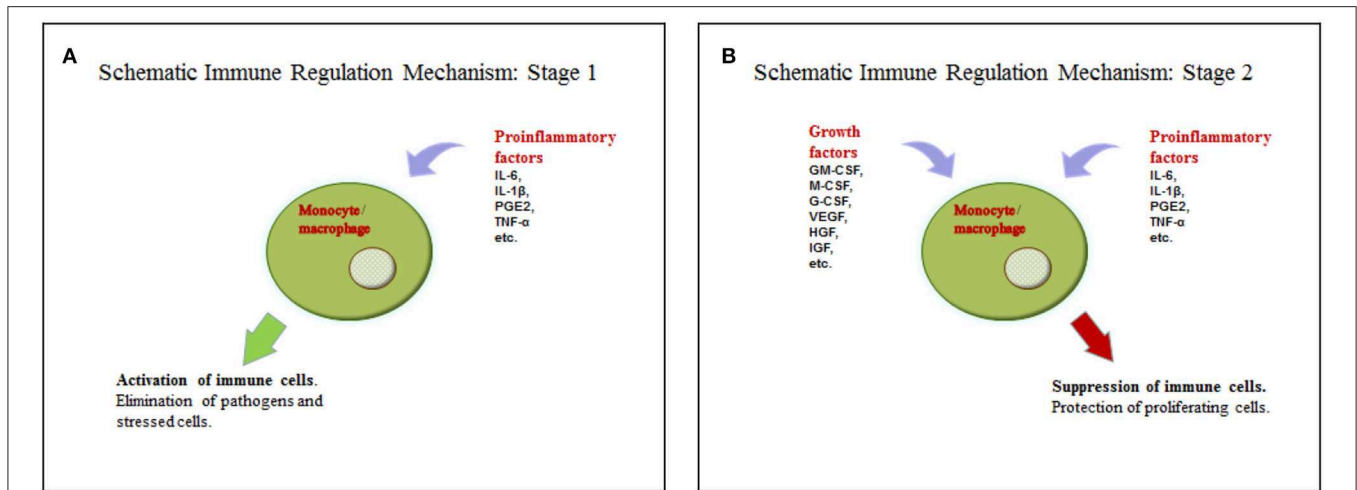 A
Schematic Immune Regulation Mechanism: Stage 1
Proinflammatory
factors
IL-6,
IL-1β,
PGE2,
TNF-α
etc.
Monocyte/
macrophage
Activation of immune cells.
Elimination of pathogens and
stressed cells.
B
Schematic Immune Regulation Mechanism: Stage 2
Growth
factors
GM-CSF,
M-CSF,
G-CSF,
VEGF,
HGF,
IGF,
etc.
Proinflammatory
factors
IL-6,
IL-1β,
PGE2,
TNF-α
etc.
Monocyte/
macrophage
Suppression of immune cells.
Protection of proliferating cells.